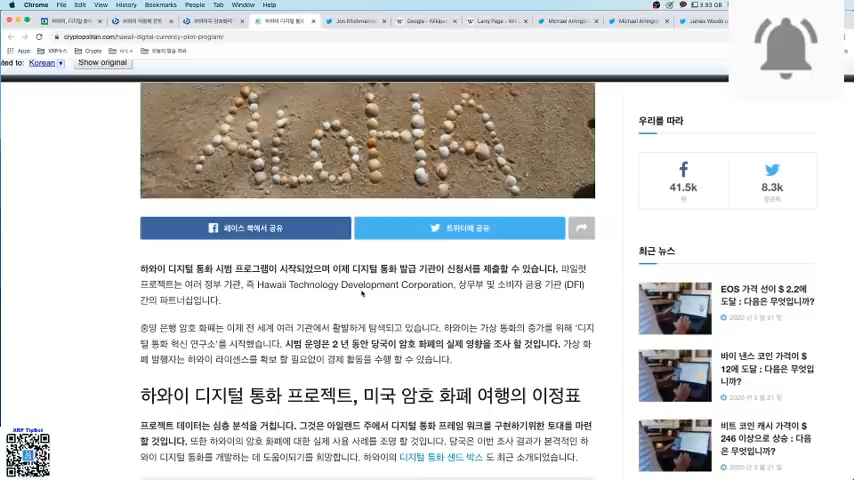 Chrome File Edit View History Bookmarks People Tab Window Help 3.93 GB
cryptopolitan.com/hawaii-digital-currency-pilot-program/
Apps XRP뉴스 Crypto 오늘의 방송 자료
Korean Show original
ALOHA
페이스 북에서 공유 트위터에 공유
하와이 디지털 통화 시범 프로그램이 시작되었으며 이제 디지털 통화 발급 기관이 신청서를 제출할 수 있습니다. 파일럿
프로젝트는 여러 정부 기관, 즉 Hawaii Technology Development Corporation, 상무부 및 소비자 금융 기관 (DFI)
간의 파트너십입니다.
중앙 은행 암호 화폐는 이제 전 세계 여러 기관에서 활발하게 탐색되고 있습니다. 하와이는 가상 통화의 증가를 위해 '디지
털 통화 혁신 연구소'를 시작했습니다. 시범 운영은 2 년 동안 당국이 암호 화폐의 실제 영향을 조사 할 것입니다. 가상 화
폐 발행자는 하와이 라이센스를 확보 할 필요없이 경제 활동을 수행 할 수 있습니다.
하와이 디지털 통화 프로젝트, 미국 암호 화폐 여행의 이정표
프로젝트 데이터는 심층 분석을 거칩니다. 그것은 아일랜드 주에서 디지털 통화 프레임 워크를 구현하기위한 토대를 마련
할 것입니다. 또한 하와이의 암호 화폐에 대한 실제 사용 사례를 조명 할 것입니다. 당국은 이번 조사 결과가 본격적인 하
와이 디지털 통화를 개발하는 데 도움이되기를 희망합니다. 하와이의 디지털 통화 샌드 박스 도 최근 소개되었습니다.
우리를 따라
41.5k 8.3k
팬
최근 뉴스
EOS 가격 선이 $ 2.2에
도달 : 다음은 무엇입니까?
2020 년 3 월 21 일
바이 낸스 코인 가격이 $
12에 도달 : 다음은 무엇입
니까?
2020 년 3 월 21 일
비트 코인 캐시 가격이 $
246 이상으로 상승 : 다음
은 무엇입니까?
2020 년 3 월 21 일
XRP TipBot